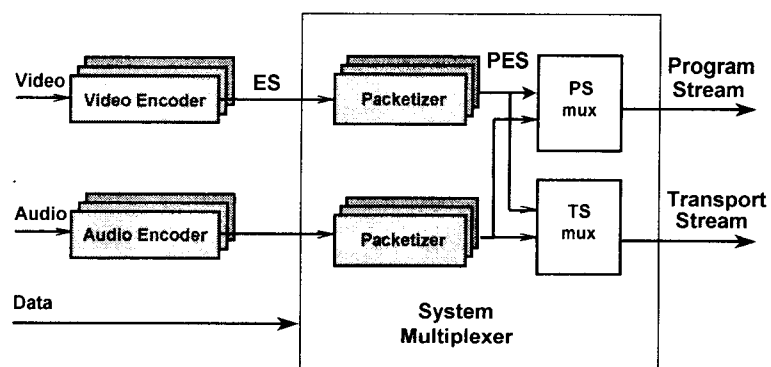 Video
Video Encoder
ES
Packetizer
PES
PS
mux
Program
Stream
Audio
Audio Encoder
Packetizer
TS
mux
Transport
Stream
Data
System
Multiplexer